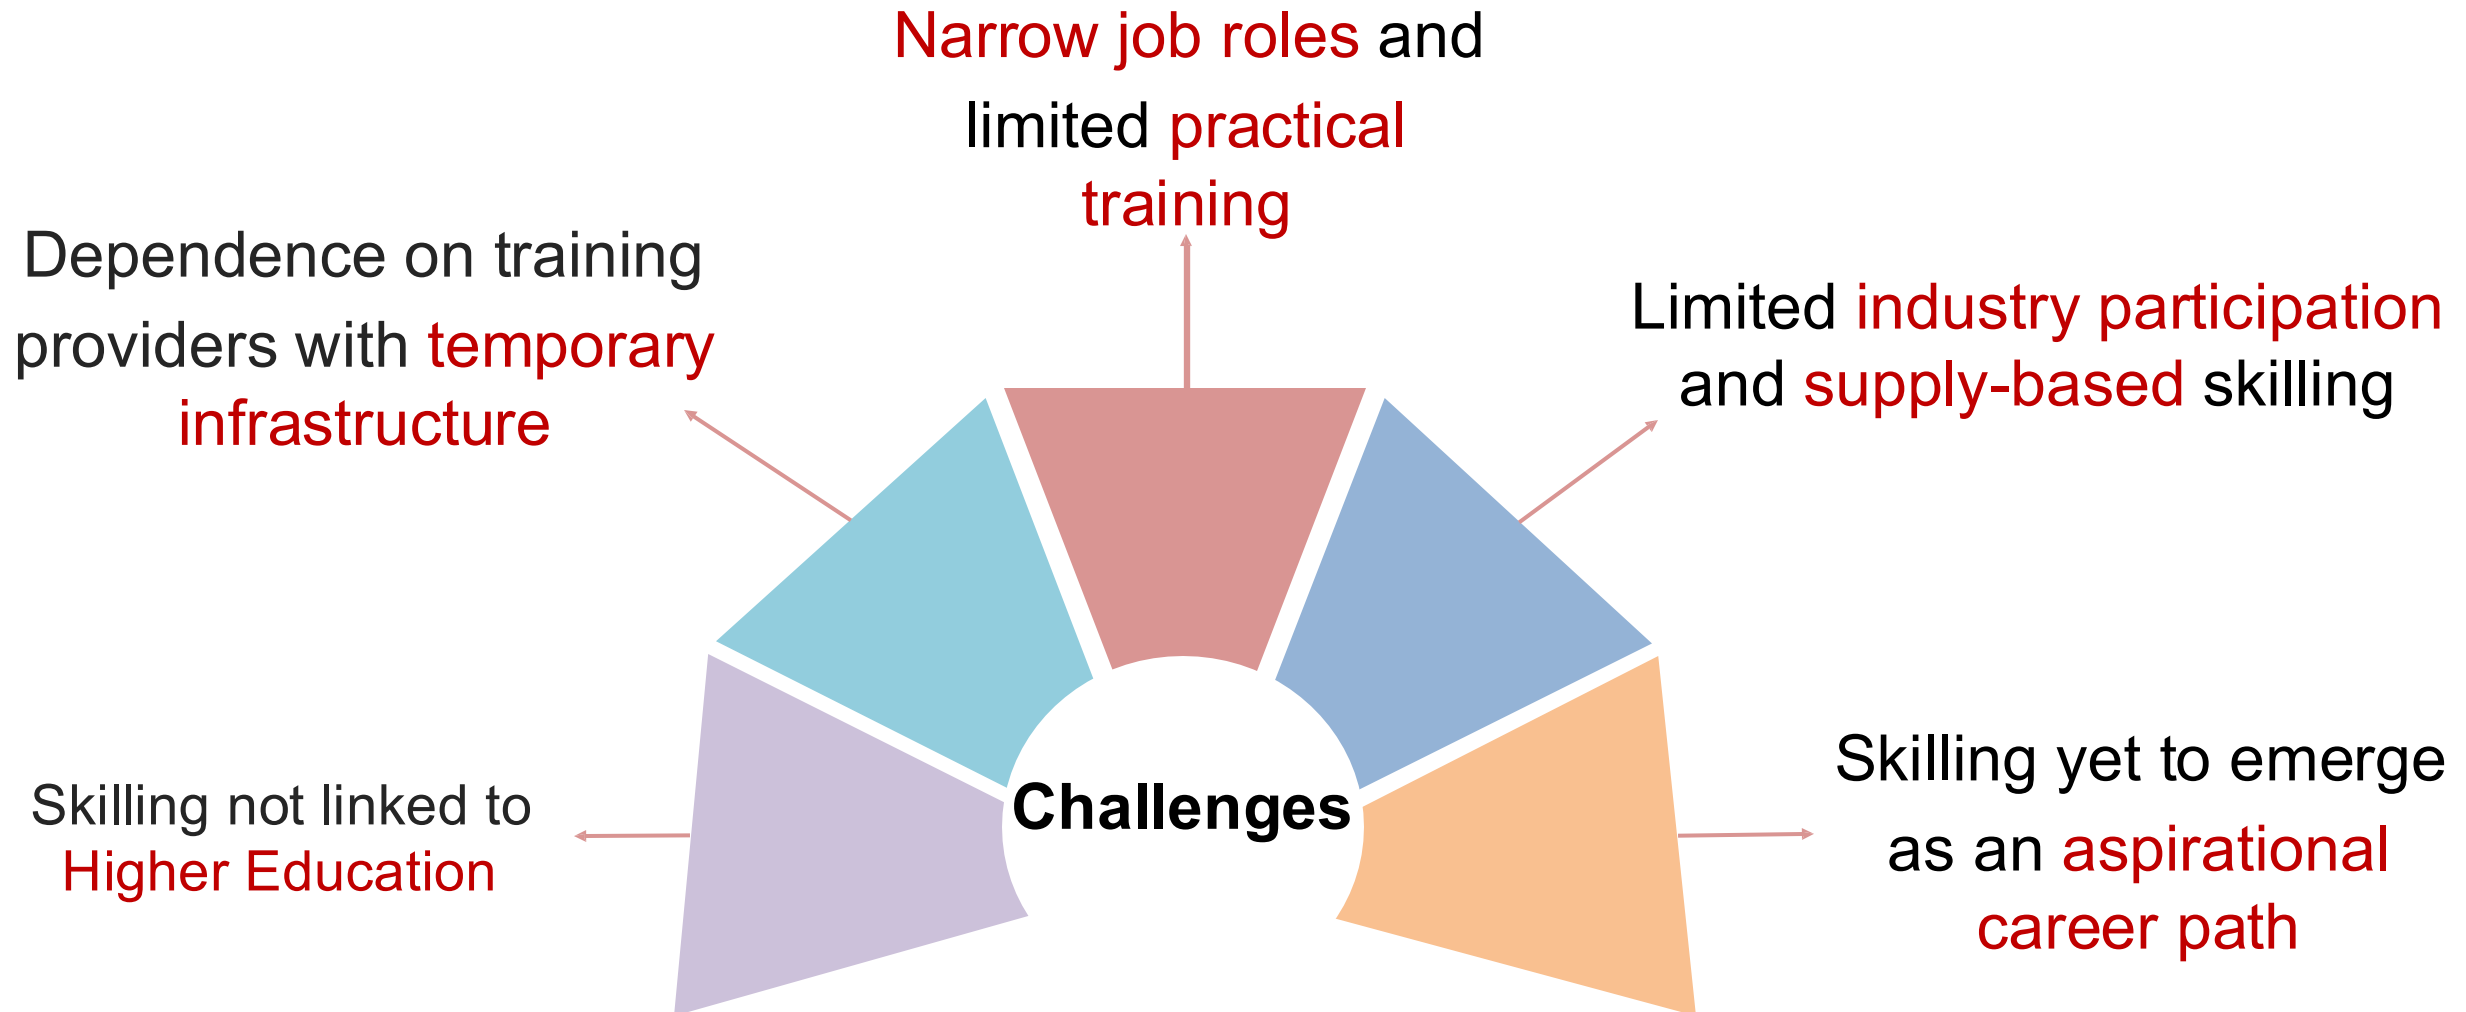 Narrow job roles and
limited practical
training
Dependence on training
providers with temporary
infrastructure
Limited industry participation
and supply-based skilling
Skilling not linked to
Higher Education
Challenges
Skilling yet to emerge
as an aspirational
career path